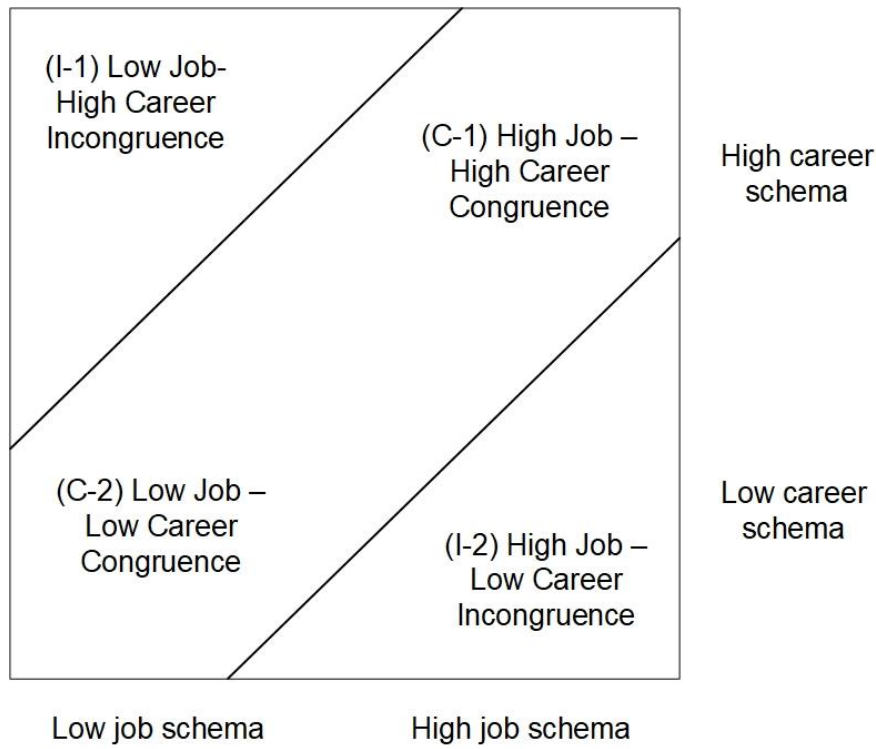 (I-1) Low Job-
High Career
Incongruence
(C-1) High Job –
High Career
Congruence
High career
schema
(C-2) Low Job –
Low Career
Congruence
(I-2) High Job –
Low Career
Incongruence
Low career
schema
Low job schema
High job schema